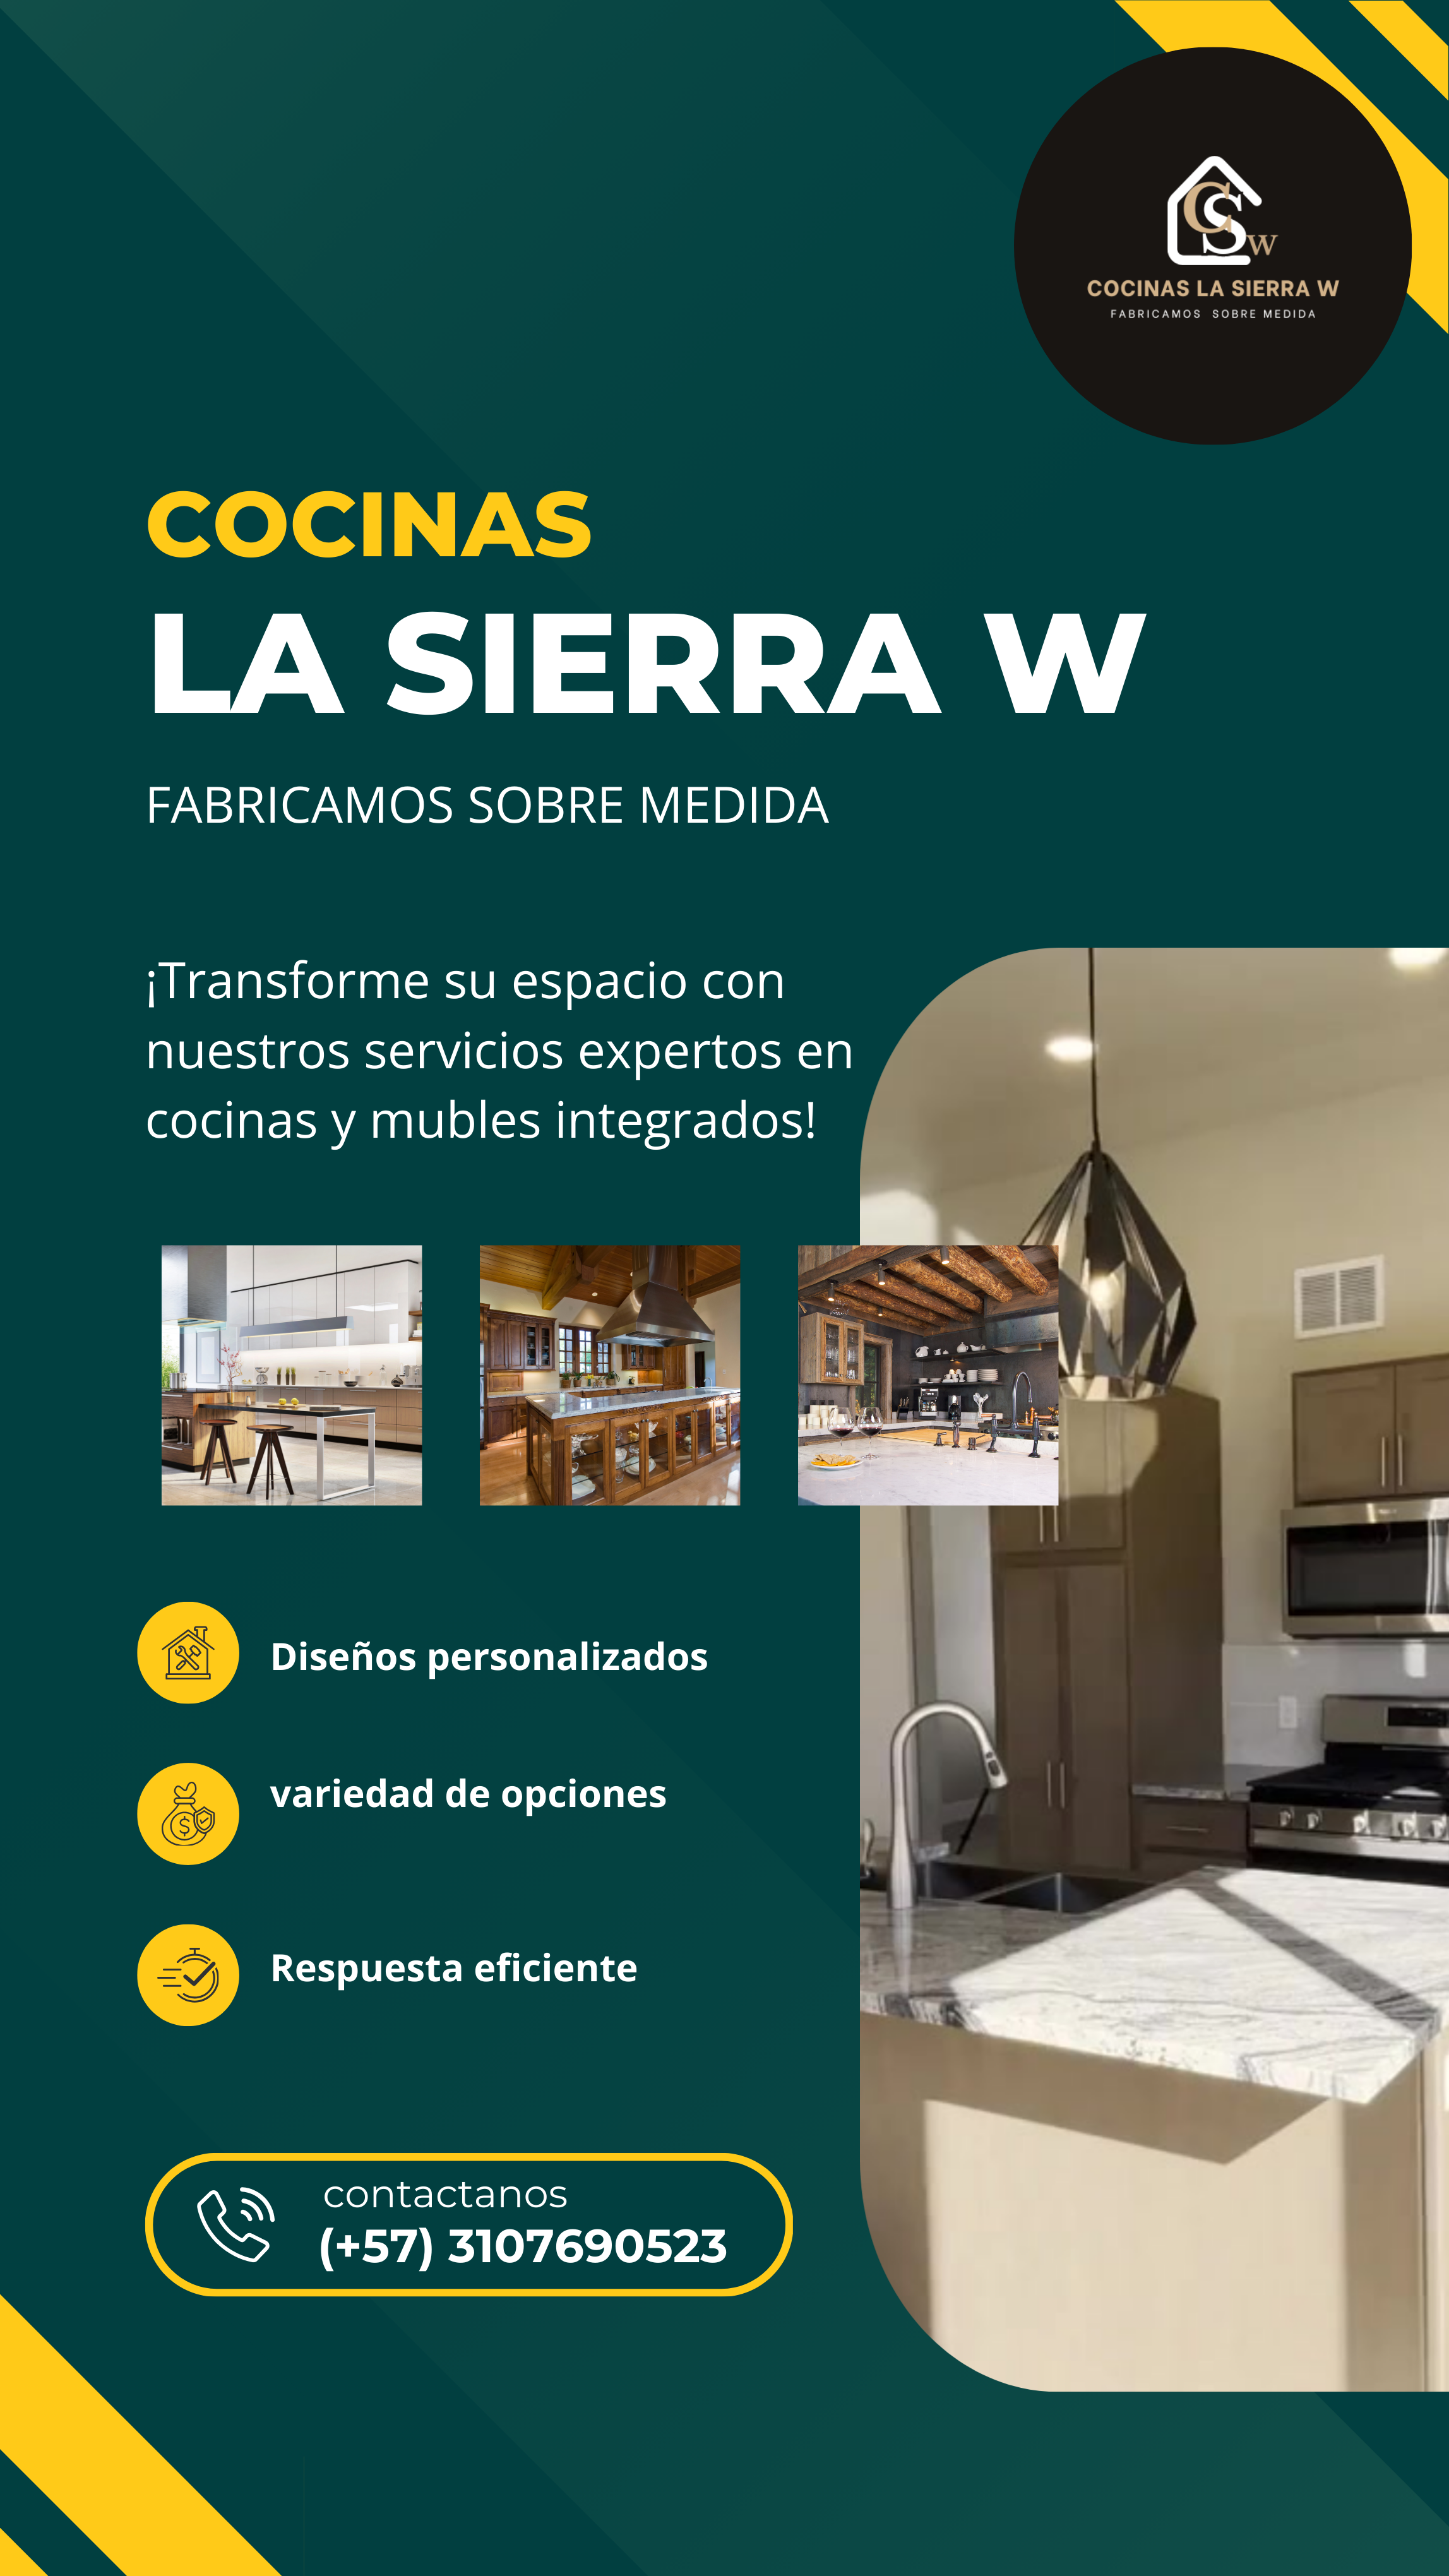 CSW
COCINAS LA SIERRA W
FABRICAMOS SOBRE MEDIDA
COCINAS
LA SIERRA W
FABRICAMOS SOBRE MEDIDA
¡Transforme su espacio con
nuestros servicios expertos en
cocinas y mubles integrados!
Diseños personalizados
variedad de opciones
$
Respuesta eficiente
contactanos
(+57) 3107690523